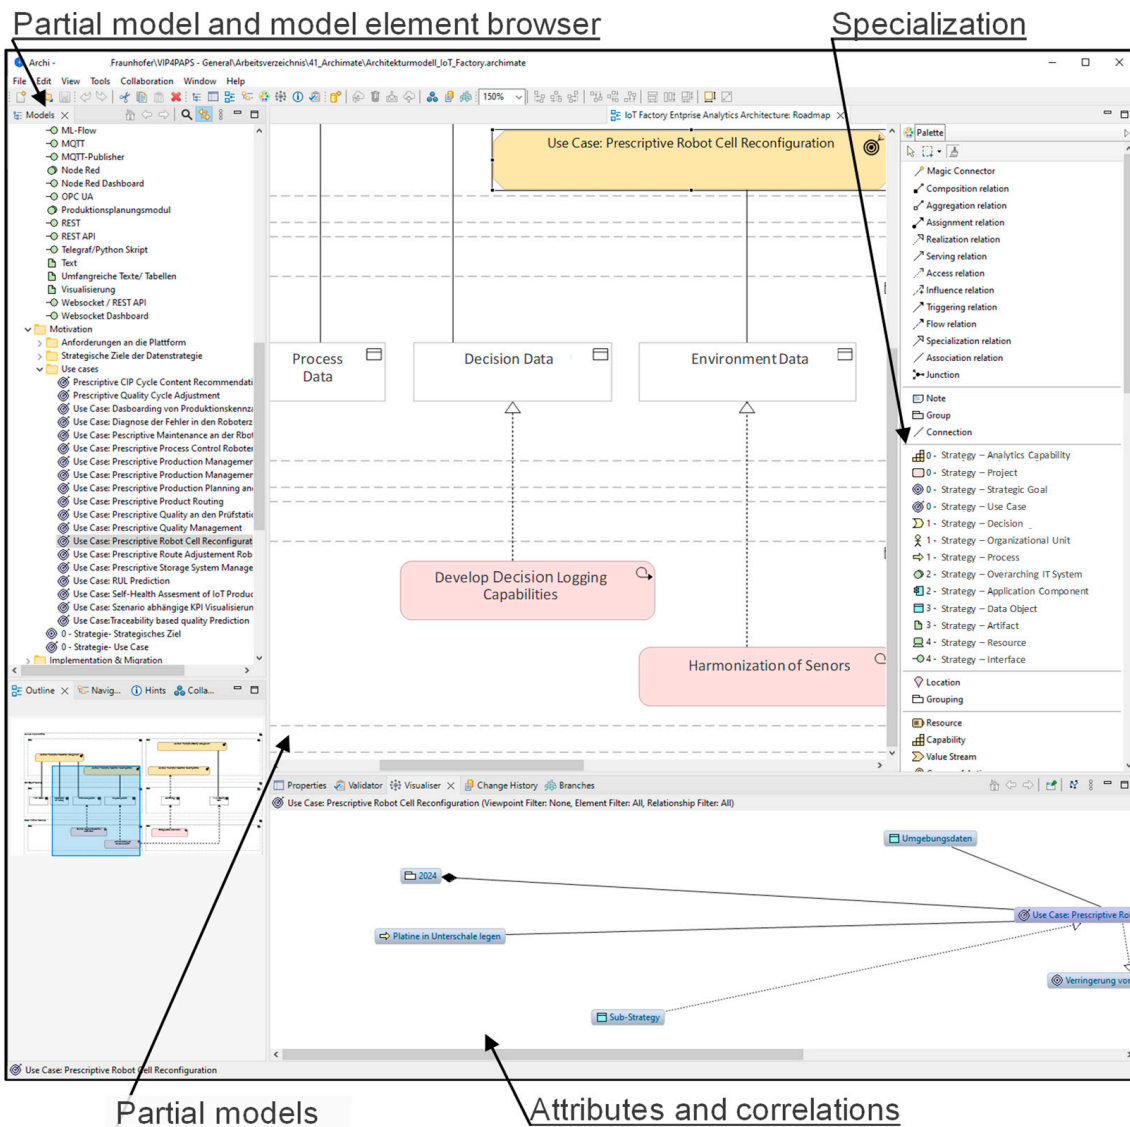 Partial model and model element browser
Specialization
Archi - Fraunhofer\VIP4PAPS - General\Arbeitsverzeichnis\41_Archimate\Architekturmodell_IoT_Factory.archimate
File Edit View Tools Collaboration Window Help
150%
Models
ML-Flow
MQTT
MQTT-Publisher
Node Red
Node Red Dashboard
OPC UA
Produktionsplanungsmodul
REST
REST API
Telegraf/Python Skript
Text
Umfangreiche Texte/ Tabellen
Visualisierung
Websocket / REST API
Websocket Dashboard
Motivation
Anforderungen an die Plattform
Strategische Ziele der Datenstrategie
Use cases
Prescriptive CIP Cycle Content Recommendati
Prescriptive Quality Cycle Adjustment
Use Case: Dasboarding von Produktionskennza
Use Case: Diagnose der Fehler in den Roboterz
Use Case: Pescriptive Maintenance an der Rbot
Use Case: Prescriptive Process Control Roboter
Use Case: Prescriptive Production Management
Use Case: Prescriptive Production Managemer
Use Case: Prescriptive Production Planning an
Use Case: Prescriptive Product Routing
Use Case: Prescriptive Quality an den Prüfstatic
Use Case: Prescriptive Quality Management
Use Case: Prescriptive Robot Cell Reconfigurat
Use Case: Prescriptive Route Adjustement Rob
Use Case: Prescriptive Storage System Manage
Use Case: RUL Prediction
Use Case: Self-Health Assesment of IoT Produc
Use Case: Szenario abhängige KPI Visualisierun
Use Case:Traceability based quality Prediction
0 - Strategie- Strategisches Ziel
0 - Strategie- Use Case
Implementation & Migration
IoT Factory Entprise Analytics Architecture: Roadmap
Use Case: Prescriptive Robot Cell Reconfiguration
Process
Data
Decision Data
Environment Data
Develop Decision Logging
Capabilities
Harmonization of Senors
Palette
Magic Connector
Composition relation
Aggregation relation
Assignment relation
Realization relation
Serving relation
Access relation
Influence relation
Triggering relation
Flow relation
Specialization relation
Association relation
Junction
Note
Group
Connection
0 - Strategy – Analytics Capability
0 - Strategy – Project
0 - Strategy – Strategic Goal
0 - Strategy – Use Case
1 - Strategy – Decision
1 - Strategy – Organizational Unit
1 - Strategy – Process
2 - Strategy – Overarching IT System
2 - Strategy – Application Component
3 - Strategy – Data Object
3 - Strategy – Artifact
4 - Strategy – Resource
4 - Strategy – Interface
Location
Grouping
Resource
Capability
Value Stream
Outline Navig... Hints Colla...
Properties Validator Visualiser Change History Branches
Use Case: Prescriptive Robot Cell Reconfiguration (Viewpoint Filter: None, Element Filter: All, Relationship Filter: All)
Umgebungsdaten
2024
Use Case: Prescriptive Ro
Platine in Unterschale legen
Verringerung vor
Sub-Strategy
Use Case: Prescriptive Robot Cell Reconfiguration
Partial models
Attributes and correlations